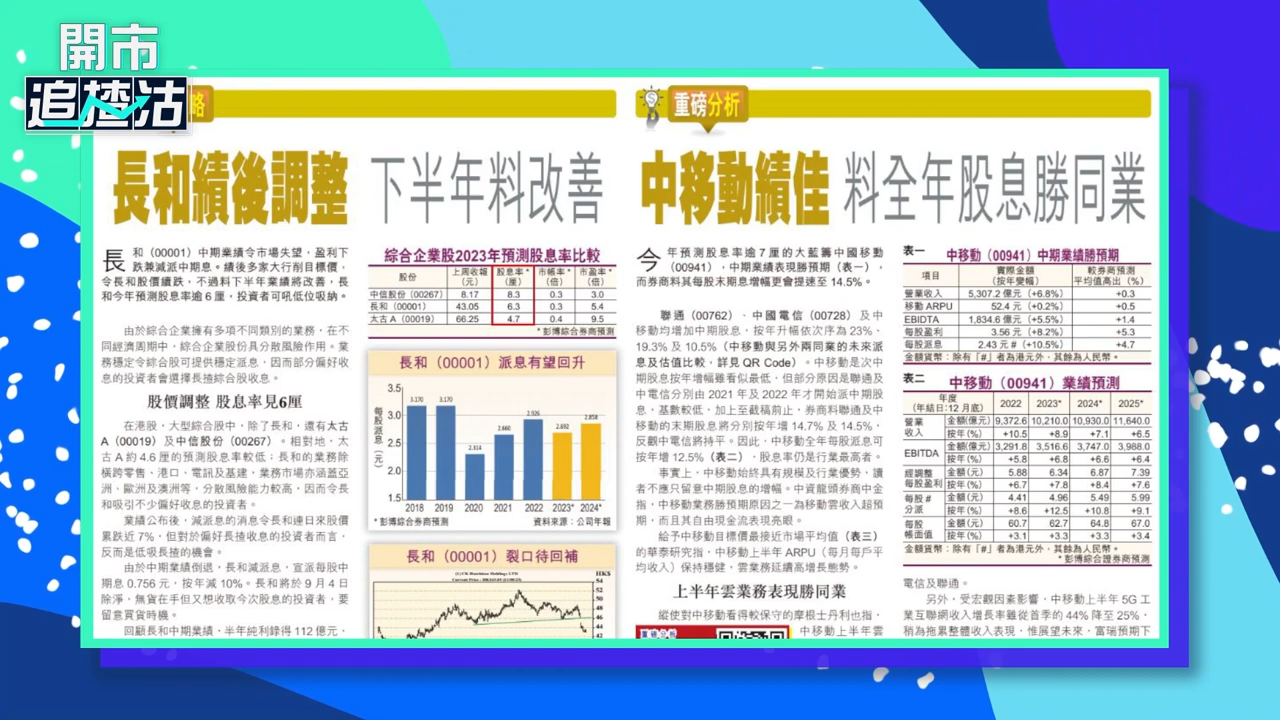 開市
追揸沽
略
長和績後調整 下半年料改善
長和（00001）中期業績令市場失望，盈利下
跌兼減派中期息。績後多家大行削目標價，
令長和股價續跌，不過料下半年業績將改善，長
和今年預測股息率逾6厘，投資者可吼低位吸納。
由於綜合企業擁有多項不同類別的業務，在不
同經濟周期中，綜合企業股份具分散風險作用。業
務穩定令綜合股可提供穩定派息，因而部分偏好收
息的投資者會選擇長揸綜合股收息。
股價調整 股息率見6厘
在港股，大型綜合股中，除了長和，還有太古
A（00019）及中信股份（00267）。相對地，太
古A約4.6厘的預測股息率較低；長和的業務除
橫跨零售、港口、電訊及基建，業務市場亦涵蓋亞
洲、歐洲及澳洲等，分散風險能力較高，因而令長
和吸引不少偏好收息的投資者。
業績公布後，減派息的消息令長和連日來股價
累跌近7%，但對於偏好長揸收息的投資者而言，
反而是低吸長揸的機會。
由於中期業績倒退，長和減派息，宣派每股中
期息0.756元，按年減10%。長和將於9月4日
除淨，無貨在手但又想收取今次股息的投資者，要
留意買貨時機。
回顧長和中期業績，半年純利錄得112億元，
綜合企業股2023年預測股息率比較
股份 上周收報（元） 股息率*（厘） 市帳率*（倍） 市盈率*（倍）
中信股份（00267） 8.17 8.3 0.3 3.0
長和（00001） 43.05 6.3 0.3 5.4
太古A（00019） 66.25 4.7 0.4 9.5
*彭博綜合券商預測
長和（00001）派息有望回升
每股派息（元）
3.5
3.0
2.5
2.0
1.5
3.170 3.170 2.314 2.660 2.926 2.692 2.858
2018 2019 2020 2021 2022 2023* 2024*
*彭博綜合券商預測 資料來源：公司年報
長和（00001）裂口待回補
HK$
54
52
50
48
46
44
42
重磅分析
中移動績佳 料全年股息勝同業
今年預測股息率逾7厘的大藍籌中國移動
（00941），中期業績表現勝預期（表一），
而券商料其每股末期息增幅更會提速至14.5%。
聯通（00762）、中國電信（00728）及中
移動均增加中期股息，按年升幅依次序為23%、
19.3%及10.5%（中移動與另外兩同業的未來派
息及估值比較，詳見QR Code）。中移動是次中
期股息按年增幅雖看似最低，但部分原因是聯通及
中電信分別由2021年及2022年才開始派中期股
息，基數較低，加上至截稿前止，券商料聯通及中
移動的末期股息將分別按年增14.7%及14.5%，
反觀中電信將持平。因此，中移動全年每股派息可
按年增12.5%（表二），股息率仍是行業最高者。
事實上，中移動始終具有規模及行業優勢，讀
者不應只留意中期股息的增幅。中資龍頭券商中金
指，中移動業務勝預期原因之一為移動雲收入超預
期，而且其自由現金流表現亮眼。
給予中移動目標價最接近市場平均值（表三）
的華泰研究指，中移動上半年ARPU（每月每戶平
均收入）保持穩健，雲業務延續高增長態勢。
上半年雲業務表現勝同業
縱使對中移動看得較保守的摩根士丹利也指，
中移動上半年雲
重磅分析
表一 中移動（00941）中期業績勝預期
項目 實際金額（按年變幅） 較券商預測平均值高出（%）
營業收入 5,307.2億元（+6.8%） +0.3
移動ARPU 52.4元（+0.2%） +0.5
EBIDTA 1,834.6元（+5.5%） +1.4
每股盈利 3.56元（+8.2%） +5.3
每股派息 2.43元#（+10.5%） +4.7
金額貨幣：除有「#」者為港元外，其餘為人民幣。
表二 中移動（00941）業績預測
年度（年結日：12月底） 2022 2023* 2024* 2025*
營業收入 金額（億元） 9,372.6 10,210.0 10,930.0 11,640.0
按年（%） +10.5 +8.9 +7.1 +6.5
EBITDA 金額（億元） 3,291.8 3,516.6 3,747.0 3,988.0
按年（%） +5.8 +6.8 +6.6 +6.4
經調整每股盈利 金額（元） 5.88 6.34 6.87 7.39
按年（%） +6.7 +7.8 +8.4 +7.6
每股#分派 金額（元） 4.41 4.96 5.49 5.99
按年（%） +8.6 +12.5 +10.8 +9.1
每股帳面值 金額（元） 60.7 62.7 64.8 67.0
按年（%） +3.1 +3.3 +3.3 +3.4
金額貨幣：除有「#」者為港元外，其餘為人民幣。
*彭博綜合證券商預測
電信及聯通。
另外，受宏觀因素影響，中移動上半年5G工
業互聯網收入增長率雖從首季的44%降至25%，
稍為拖累整體收入表現，惟展望未來，富瑞預期下